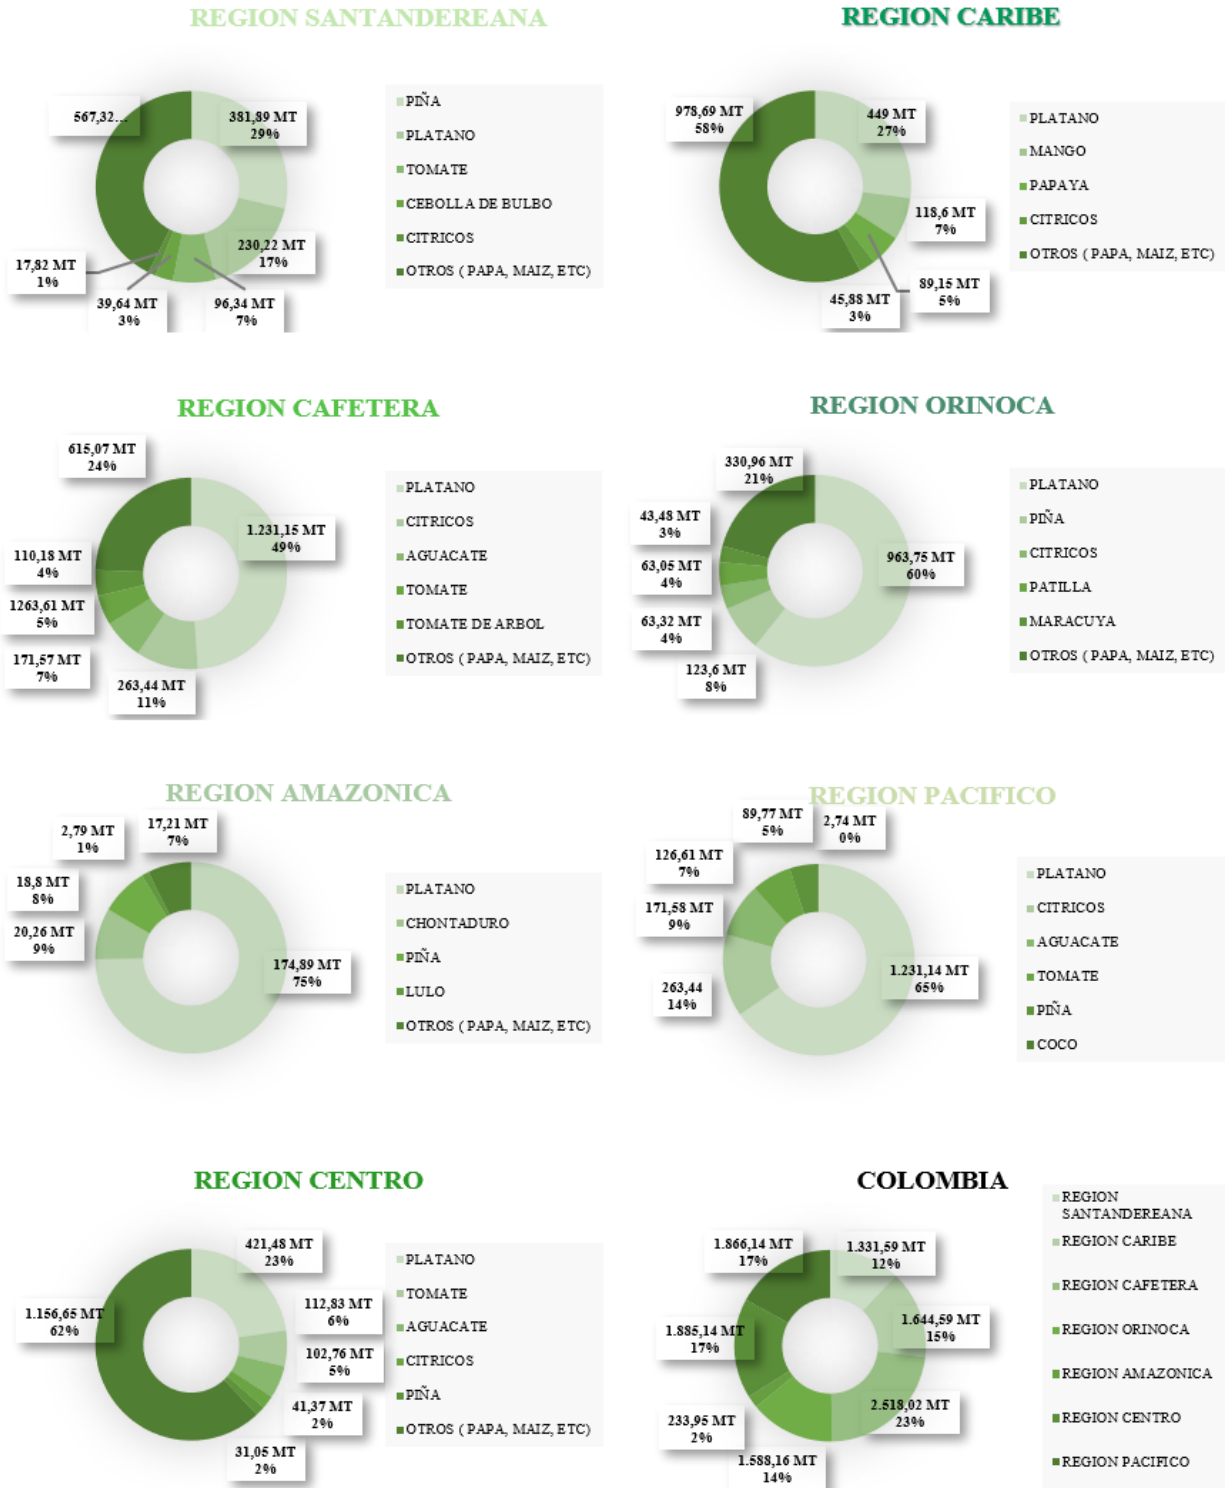 REGION SANTANDEREANA
567,32...
381,89 MT
29%
230,22 MT
17%
96,34 MT
7%
39,64 MT
3%
17,82 MT
1%
PIÑA
PLATANO
TOMATE
CEBOLLA DE BULBO
CITRICOS
OTROS ( PAPA, MAIZ, ETC)
REGION CARIBE
978,69 MT
58%
449 MT
27%
118,6 MT
7%
89,15 MT
5%
45,88 MT
3%
PLATANO
MANGO
PAPAYA
CITRICOS
OTROS ( PAPA, MAIZ, ETC)
REGION CAFETERA
615,07 MT
24%
1.231,15 MT
49%
110,18 MT
4%
1263,61 MT
5%
171,57 MT
7%
263,44 MT
11%
PLATANO
CITRICOS
AGUACATE
TOMATE
TOMATE DE ARBOL
OTROS ( PAPA, MAIZ, ETC)
REGION ORINOCA
330,96 MT
21%
43,48 MT
3%
63,05 MT
4%
63,32 MT
4%
123,6 MT
8%
963,75 MT
60%
PLATANO
PIÑA
CITRICOS
PATILLA
MARACUYA
OTROS ( PAPA, MAIZ, ETC)
REGION AMAZONICA
2,79 MT
1%
17,21 MT
7%
18,8 MT
8%
20,26 MT
9%
174,89 MT
75%
PLATANO
CHONTADURO
PIÑA
LULO
OTROS ( PAPA, MAIZ, ETC)
REGION PACIFICO
89,77 MT
5%
2,74 MT
0%
126,61 MT
7%
171,58 MT
9%
263,44
14%
1.231,14 MT
65%
PLATANO
CITRICOS
AGUACATE
TOMATE
PIÑA
COCO
REGION CENTRO
421,48 MT
23%
112,83 MT
6%
102,76 MT
5%
41,37 MT
2%
31,05 MT
2%
1.156,65 MT
62%
PLATANO
TOMATE
AGUACATE
CITRICOS
PIÑA
OTROS ( PAPA, MAIZ, ETC)
COLOMBIA
1.866,14 MT
17%
1.331,59 MT
12%
1.644,59 MT
15%
1.885,14 MT
17%
2.518,02 MT
23%
233,95 MT
2%
1.588,16 MT
14%
REGION
SANTANDEREANA
REGION CARIBE
REGION CAFETERA
REGION ORINOCA
REGION AMAZONICA
REGION CENTRO
REGION PACIFICO